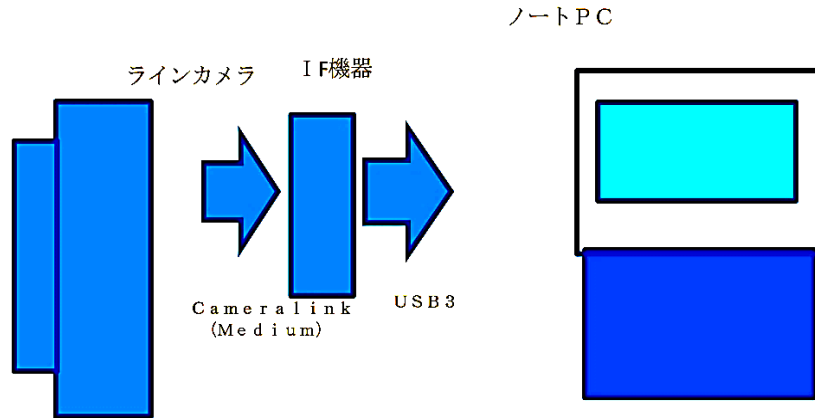 ノートＰＣ
ラインカメラ
ＩＦ機器
Ｃａｍｅｒａｌｉｎｋ
(Ｍｅｄｉｕｍ)
ＵＳＢ３